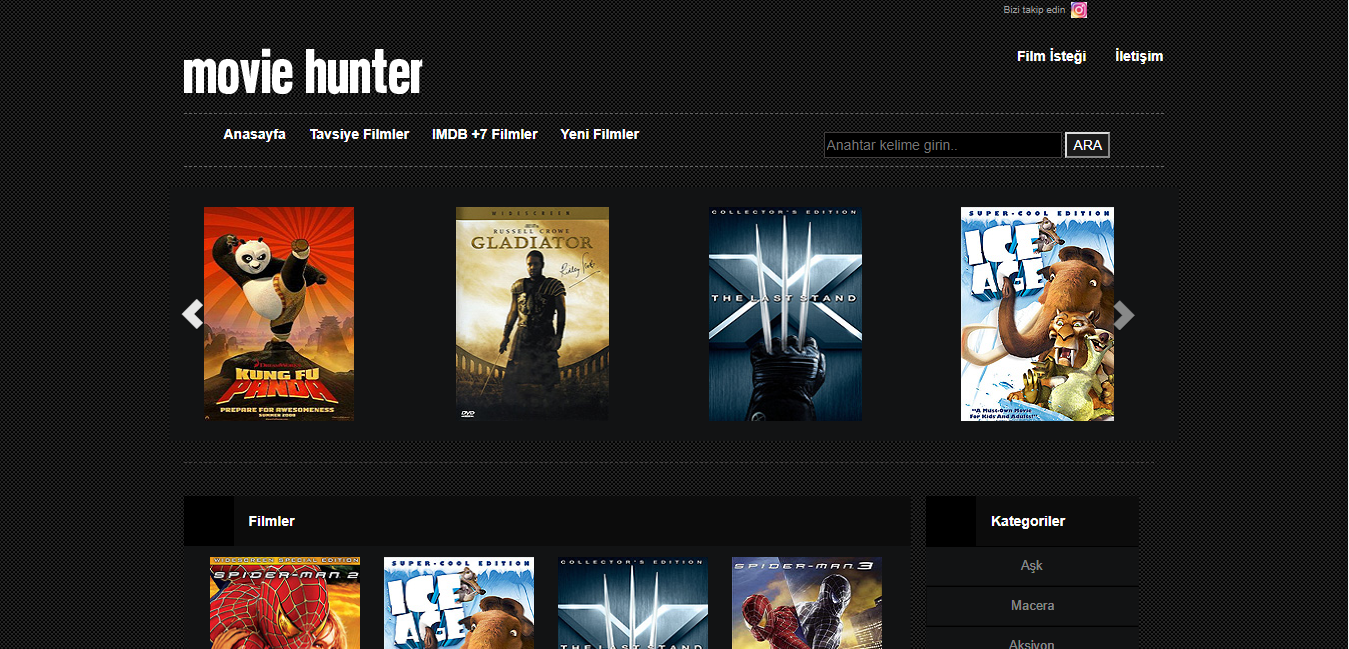 Bizi takip edin
movie hunter
Film İsteği İletişim
Anasayfa Tavsiye Filmler IMDB +7 Filmler Yeni Filmler
Anahtar kelime girin.. ARA
DreamWorks
KUNG FU
PANDA
PREPARE FOR AWESOMENESS
SUMMER 2008
WIDESCREEN
RUSSELL CROWE
GLADIATOR
DVD
COLLECTOR'S EDITION
THE LAST STAND
SUPER-COOL EDITION
ICE
AGE
"A Must-Own Movie
For Kids And Adults!"
Filmler
Kategoriler
WIDESCREEN SPECIAL EDITION
SPIDER-MAN 2
SUPER-COOL EDITION
ICE
AGE
COLLECTOR'S EDITION
THE LAST STAND
SPIDER-MAN 3
Aşk
Macera
Aksiyon